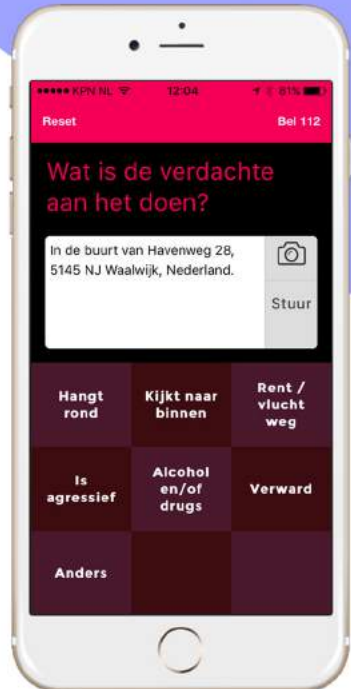 KPN NL 12:04 81%
Reset Bel 112
Wat is de verdachte
aan het doen?
In de buurt van Havenweg 28,
5145 NJ Waalwijk, Nederland.
Stuur
Hangt
rond
Kijkt naar
binnen
Rent /
vlucht
weg
Is
agressief
Alcohol
en/of
drugs
Verward
Anders